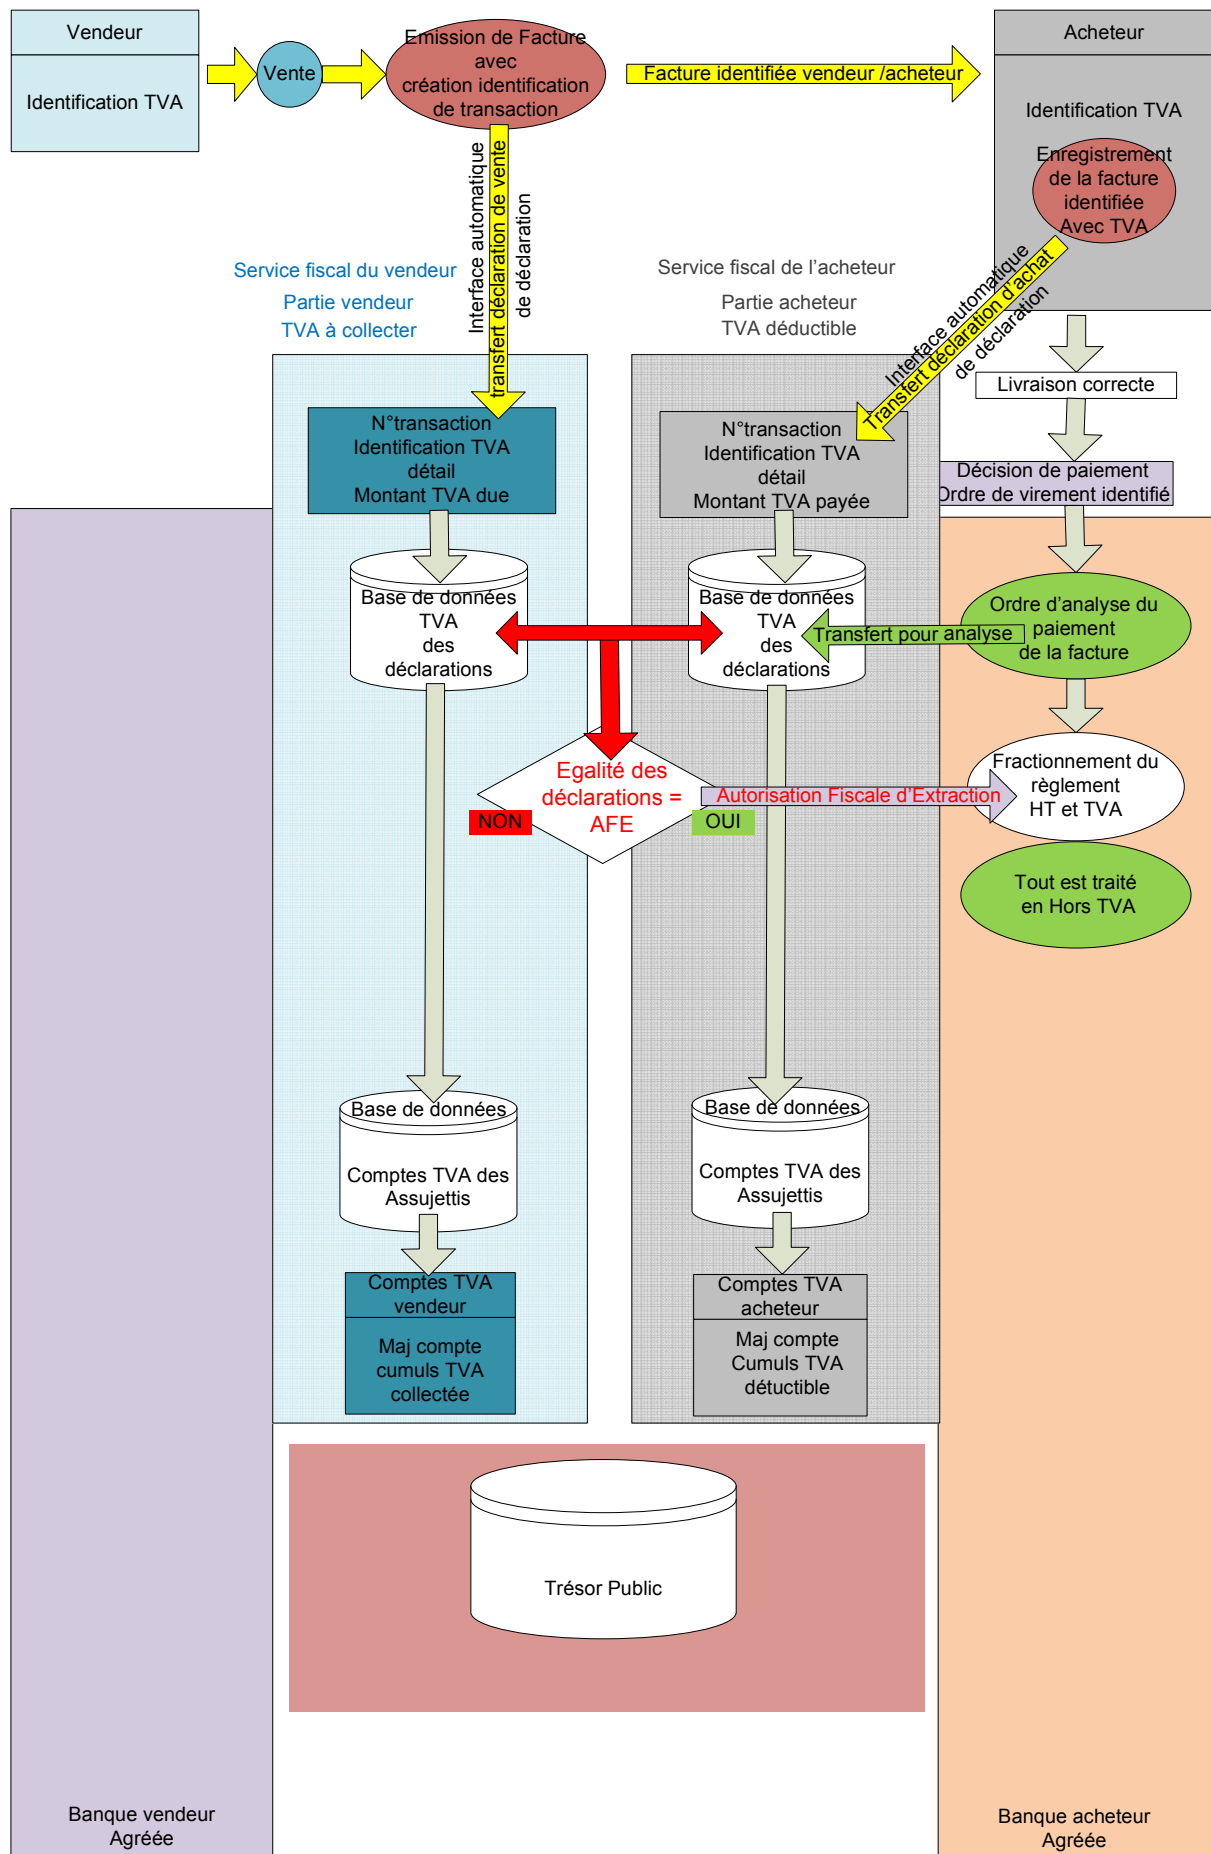 Vendeur
Identification TVA
Vente
Emission de Facture
avec
création identification
de transaction
Facture identifiée vendeur /acheteur
Acheteur
Identification TVA
Enregistrement
de la facture
identifiée
Avec TVA
Interface automatique
transfert déclaration de vente
de déclaration
Service fiscal du vendeur
Partie vendeur
TVA à collecter
Service fiscal de l’acheteur
Partie acheteur
TVA déductible
Interface automatique
Transfert déclaration d’achat
de déclaration
Livraison correcte
Décision de paiement
Ordre de virement identifié
N°transaction
Identification TVA
détail
Montant TVA due
N°transaction
Identification TVA
détail
Montant TVA payée
Base de données
TVA
des
déclarations
Base de données
TVA
des
déclarations
Transfert pour analyse
Ordre d’analyse du
paiement
de la facture
Egalité des
déclarations =
AFE
NON
OUI
Autorisation Fiscale d’Extraction
Fractionnement du
règlement
HT et TVA
Tout est traité
en Hors TVA
Base de données
Comptes TVA des
Assujettis
Base de données
Comptes TVA des
Assujettis
Comptes TVA
vendeur
Maj compte
cumuls TVA
collectée
Comptes TVA
acheteur
Maj compte
Cumuls TVA
détuctible
Trésor Public
Banque vendeur
Agréée
Banque acheteur
Agréée